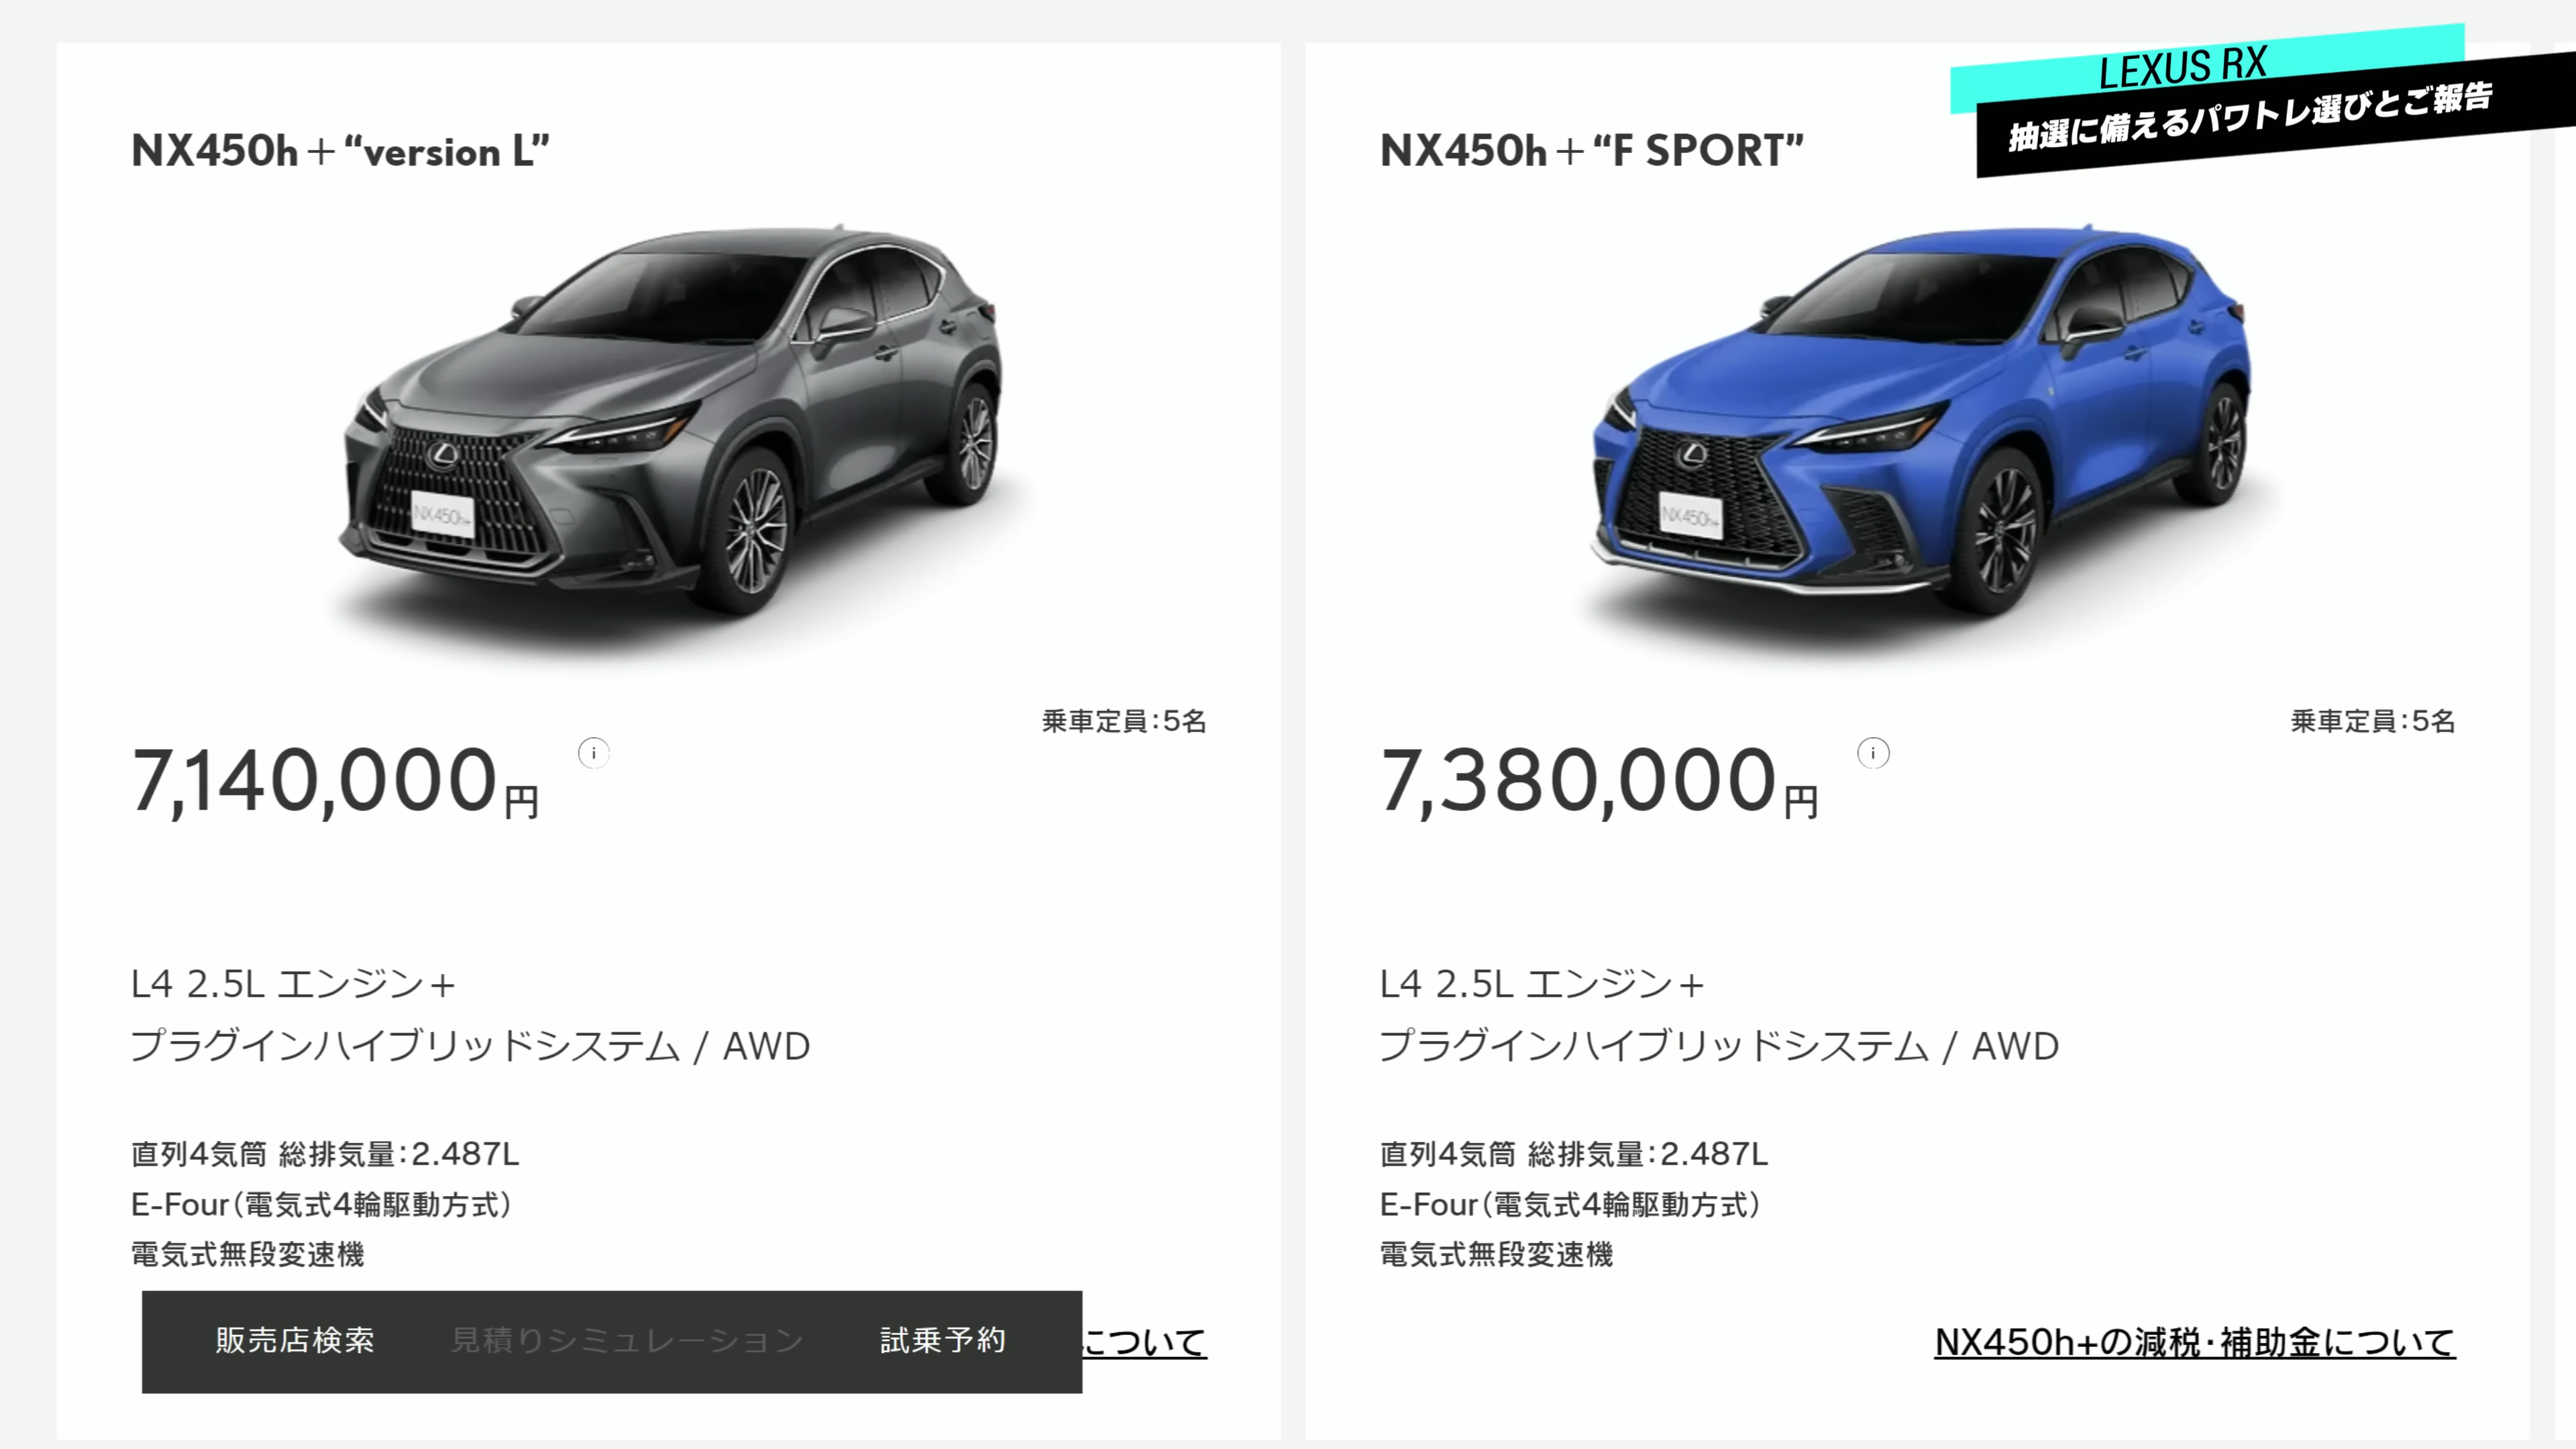 LEXUS RX
抽選に備えるパワトレ選びとご報告
NX450h＋“version L”
NX450h+
乗車定員：5名
7,140,000円
i
L4 2.5L エンジン＋
プラグインハイブリッドシステム / AWD
直列4気筒 総排気量：2.487L
E-Four（電気式4輪駆動方式）
電気式無段変速機
販売店検索 見積りシミュレーション 試乗予約
について
NX450h＋“F SPORT”
NX450h+
乗車定員：5名
7,380,000円
i
L4 2.5L エンジン＋
プラグインハイブリッドシステム / AWD
直列4気筒 総排気量：2.487L
E-Four（電気式4輪駆動方式）
電気式無段変速機
NX450h+の減税・補助金について